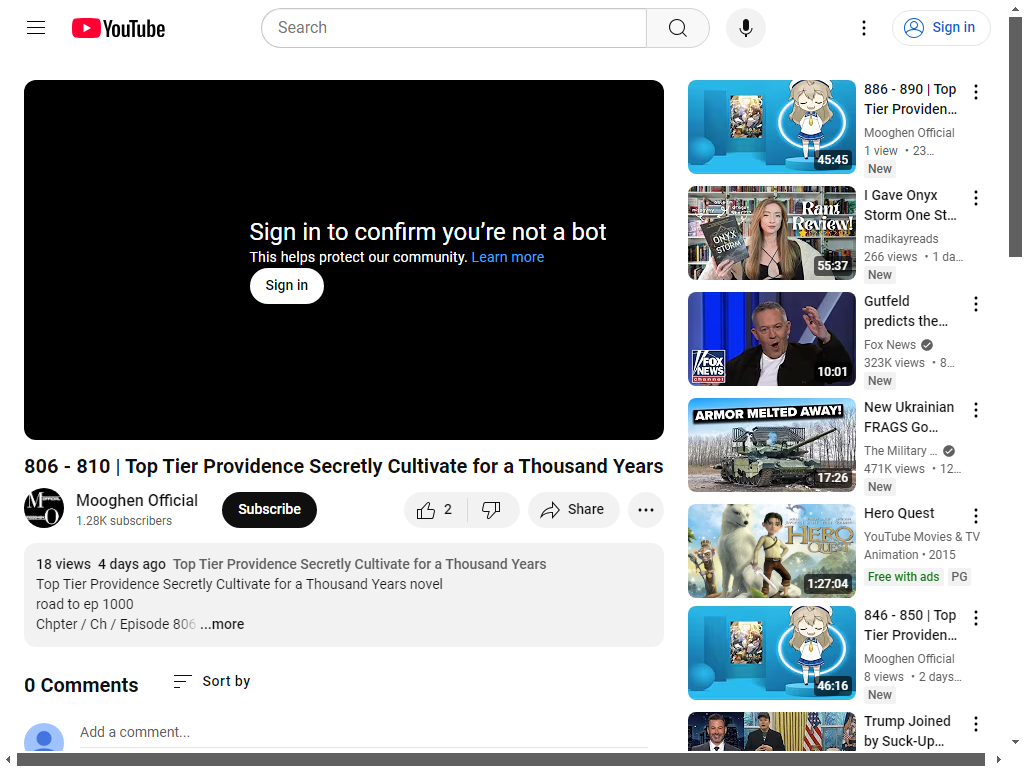 YouTube
Search
Sign in
Sign in to confirm you're not a bot
This helps protect our community. Learn more
Sign in
806 - 810 | Top Tier Providence Secretly Cultivate for a Thousand Years
Mooghen Official
1.28K subscribers
Subscribe
2
Share
18 views 4 days ago Top Tier Providence Secretly Cultivate for a Thousand Years
Top Tier Providence Secretly Cultivate for a Thousand Years novel
road to ep 1000
Chpter / Ch / Episode 806 ...more
0 Comments
Sort by
Add a comment...
45:45
886 - 890 | Top
Tier Providen...
Mooghen Official
1 view • 23...
New
ONYX
STORM
Rant
Review!
55:37
I Gave Onyx
Storm One St...
madikayreads
266 views • 1 da...
New
FOX
NEWS
channel
10:01
Gutfeld
predicts the...
Fox News
323K views • 8...
New
ARMOR MELTED AWAY!
17:26
New Ukrainian
FRAGS Go...
The Military ...
471K views • 12...
New
HERO
QUEST
1:27:04
Hero Quest
YouTube Movies & TV
Animation • 2015
Free with ads
PG
46:16
846 - 850 | Top
Tier Providen...
Mooghen Official
8 views • 2 days...
New
Trump Joined
by Suck-Up...